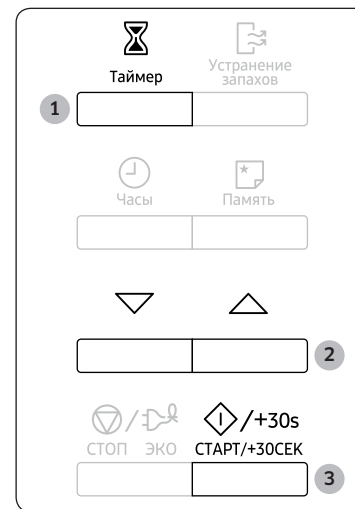 Таймер
Устранение
запахов
1
Часы
Память
2
/
/+30s
СТОП ЭКО
СТАРТ/+30СЕК
3